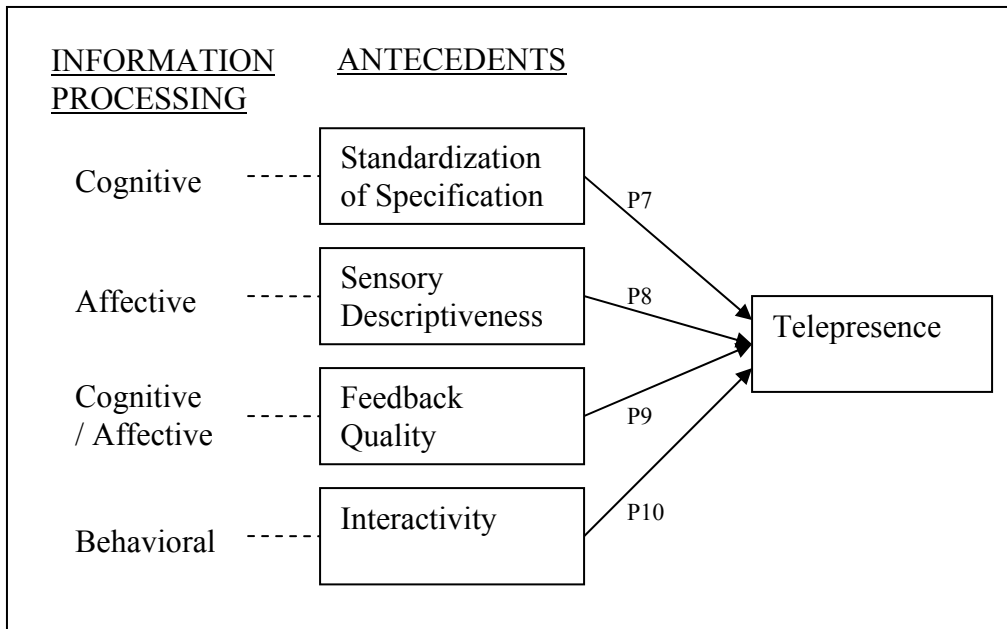 INFORMATION
PROCESSING
ANTECEDENTS
Cognitive
Standardization
of Specification
P7
Affective
Sensory
Descriptiveness
P8
Telepresence
Cognitive
/ Affective
Feedback
Quality
P9
Behavioral
Interactivity
P10